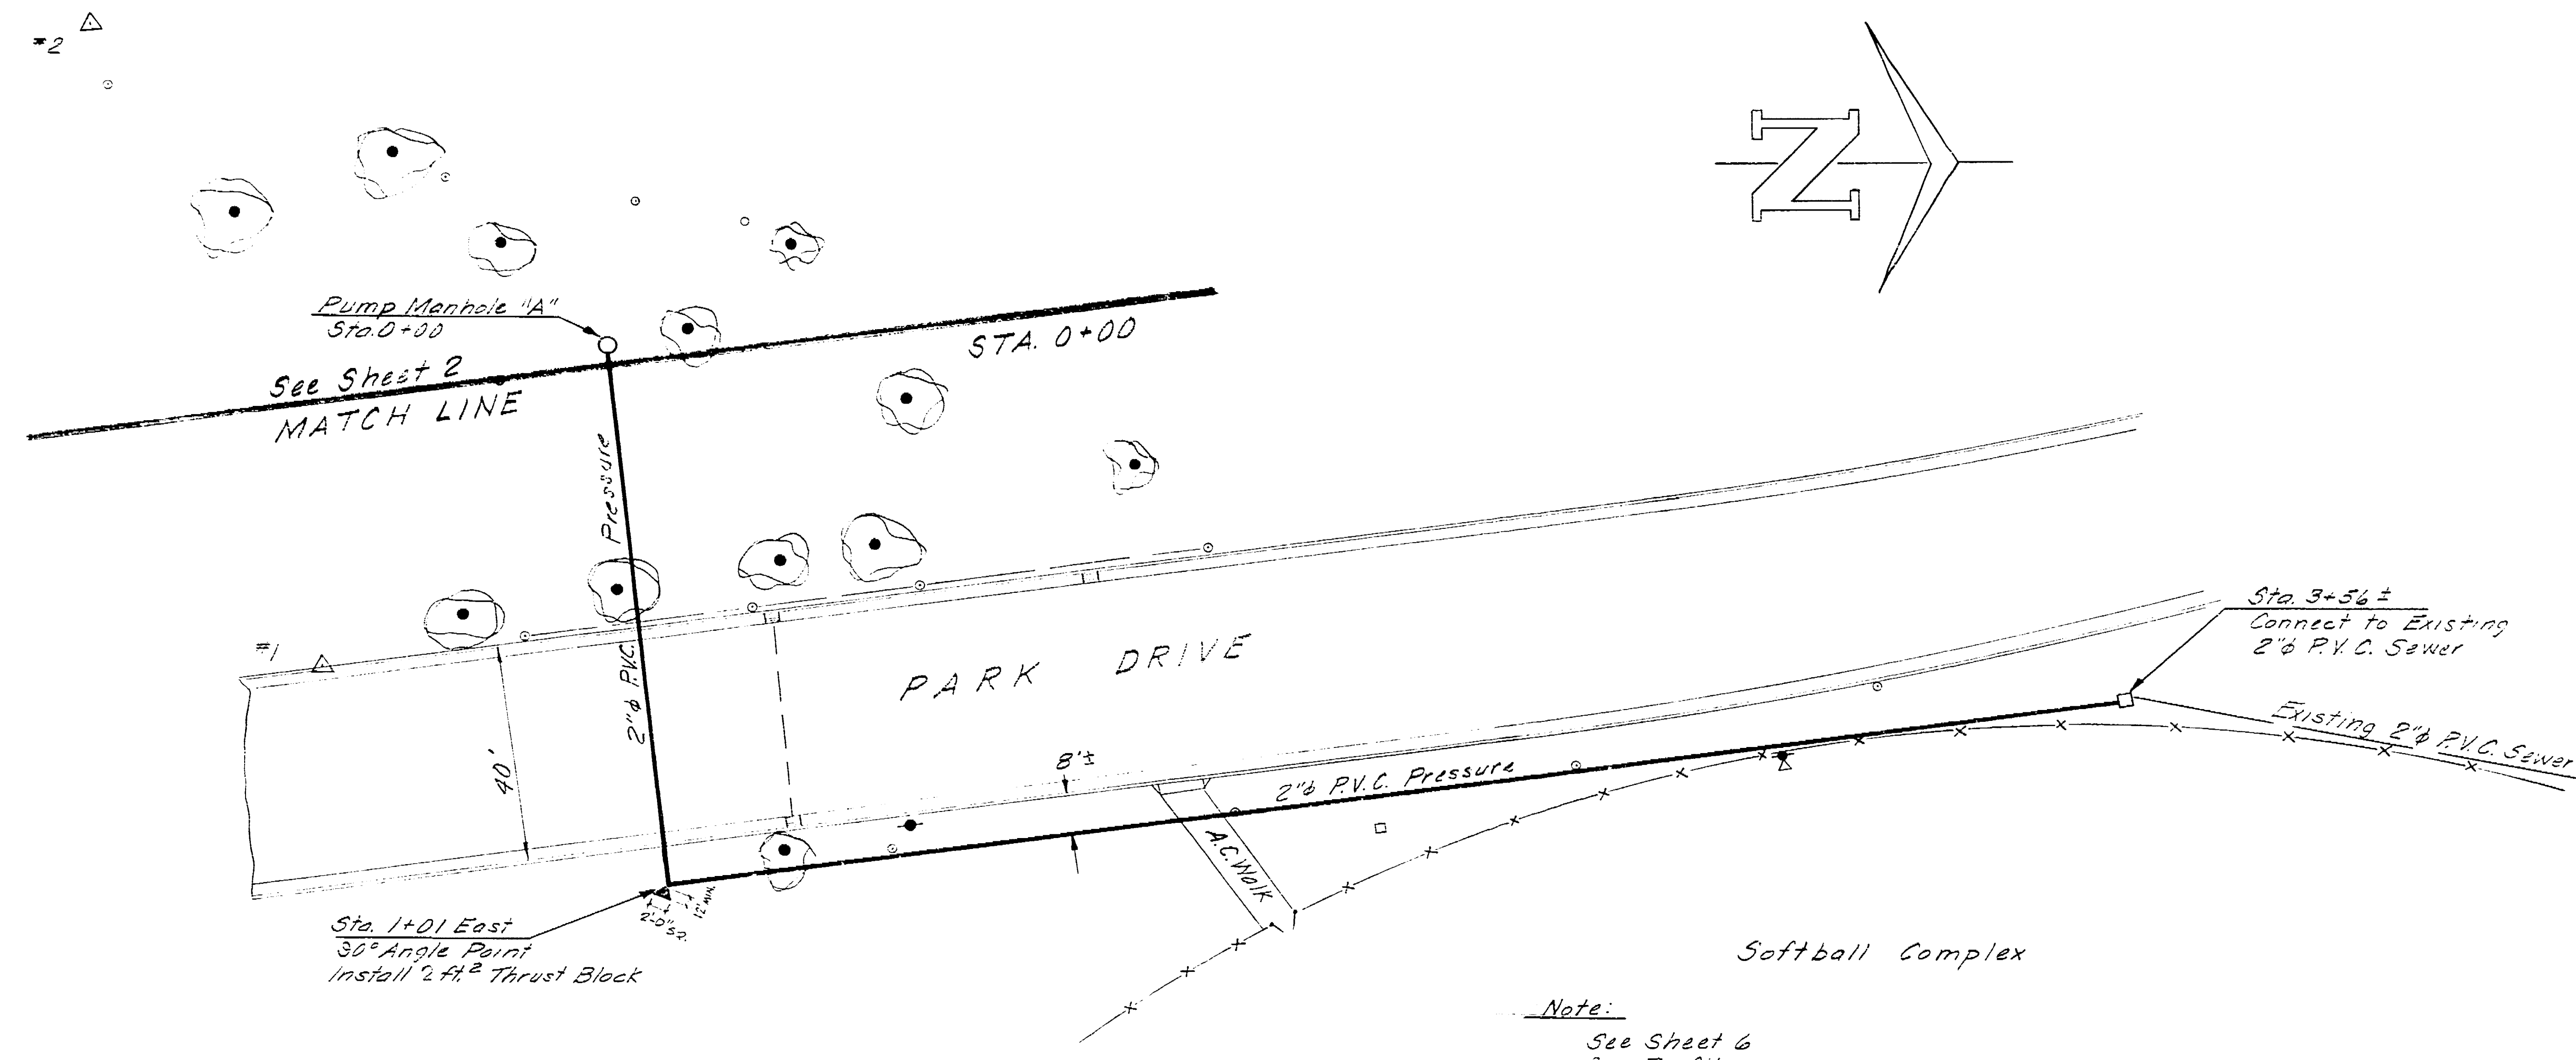 #2
N
Pump Manhole "A"
Sta. 0+00
See Sheet 2
STA. 0+00
MATCH LINE
2"φ P.V.C. Pressure
#1
PARK DRIVE
40'
8'±
2"φ P.V.C. Pressure
A.C. Walk
Sta. 3+56 ±
Connect to Existing
2"φ P.V.C. Sewer
Existing 2"φ P.V.C. Sewer
2'-0" SQ.
12" MIN.
Sta. 1+01 East
90° Angle Point
Install 2 ft.² Thrust Block
Softball Complex
Note:
See Sheet 6